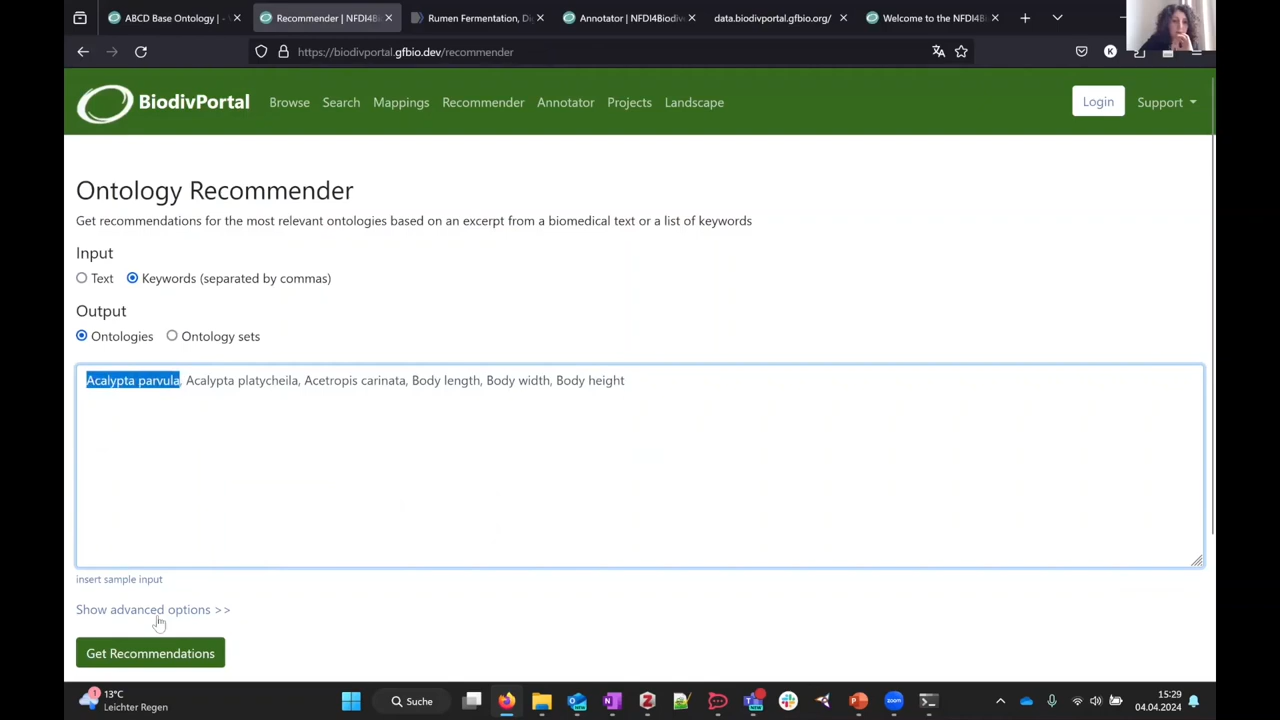 ABCD Base Ontology | -
Recommender | NFDI4Bi
Rumen Fermentation, Di
Annotator | NFDI4Biodive
data.biodivportal.gfbio.org/
Welcome to the NFDI4B
https://biodivportal.gfbio.dev/recommender
BiodivPortal
Browse
Search
Mappings
Recommender
Annotator
Projects
Landscape
Login
Support
Ontology Recommender
Get recommendations for the most relevant ontologies based on an excerpt from a biomedical text or a list of keywords
Input
Text
Keywords (separated by commas)
Output
Ontologies
Ontology sets
Acalypta parvula, Acalypta platycheila, Acetropis carinata, Body length, Body width, Body height
insert sample input
Show advanced options >>
Get Recommendations
1
13°C
Leichter Regen
Suche
15:29
04.04.2024